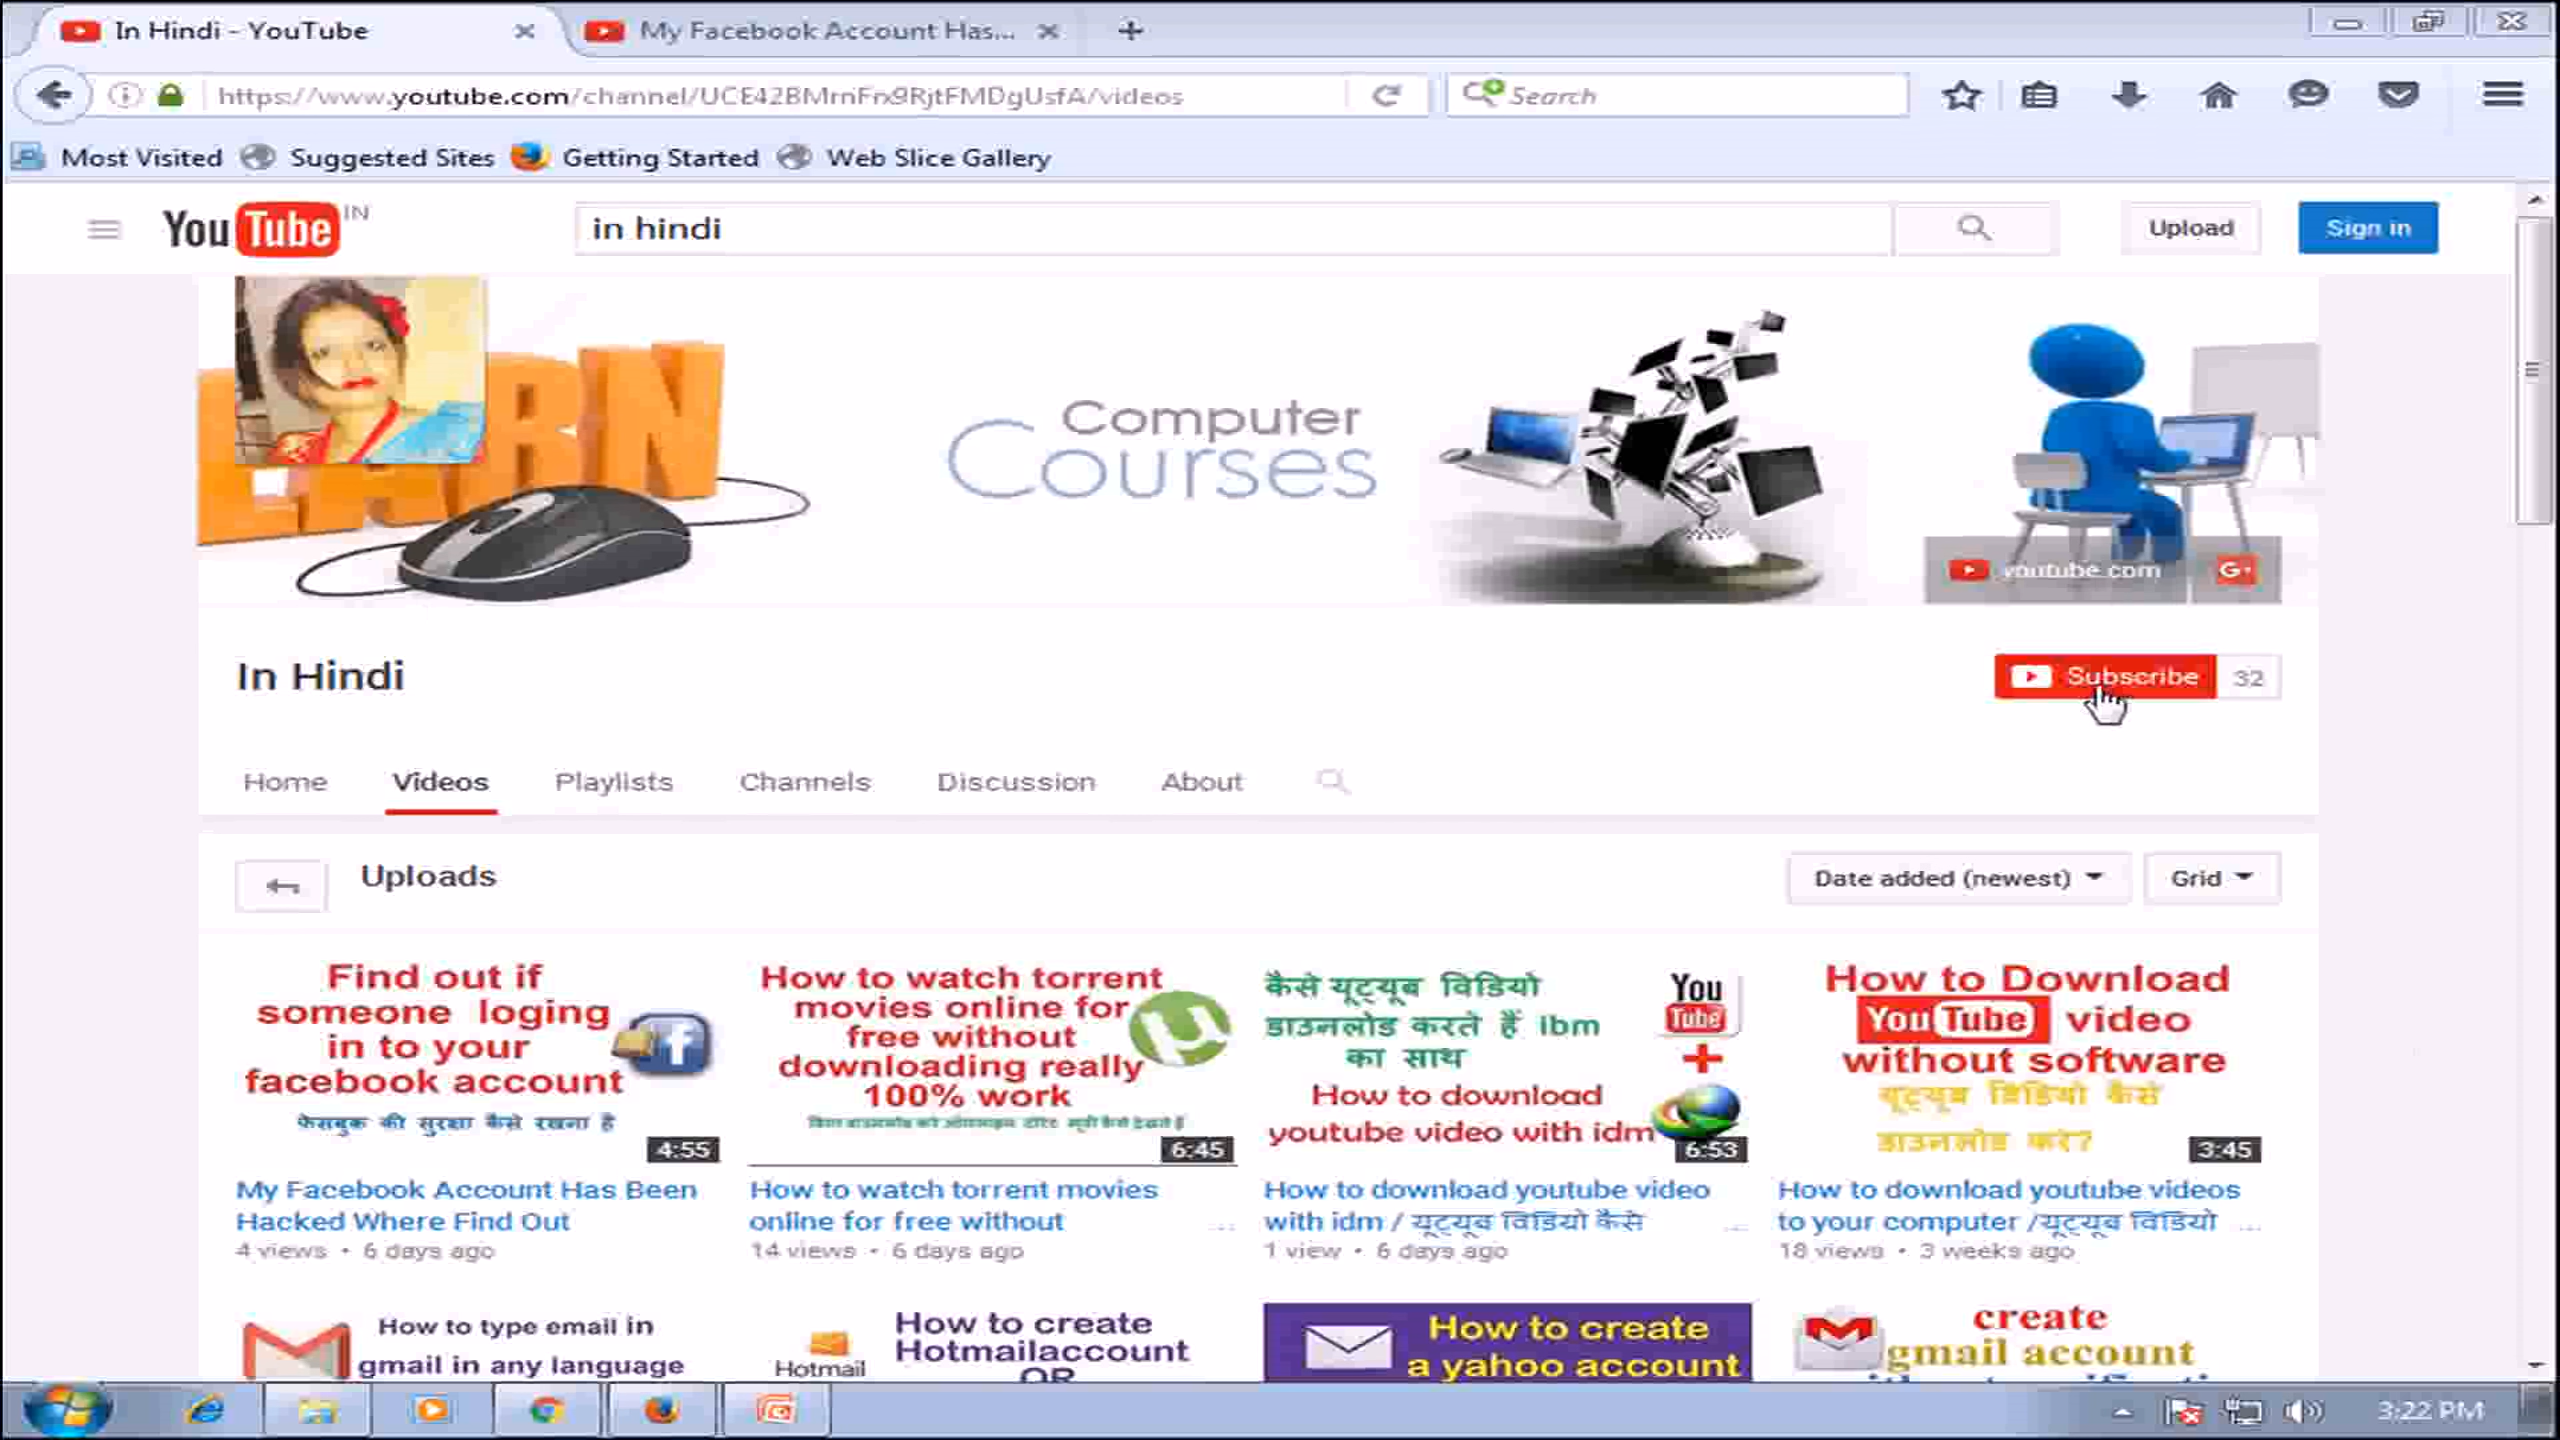 In Hindi - YouTube
My Facebook Account Has...
https://www.youtube.com/channel/UCE42BMrnFrx9RjtFMDgUsfA/videos
Search
Most Visited
Suggested Sites
Getting Started
Web Slice Gallery
YouTube IN
in hindi
Upload
Sign in
LEARN
Computer
Courses
youtube.com
G+
In Hindi
Subscribe 32
Home
Videos
Playlists
Channels
Discussion
About
Uploads
Date added (newest)
Grid
Find out if
someone loging
in to your
facebook account
फेसबुक की सुरक्षा कैसे रखना है
4:55
How to watch torrent
movies online for
free without
downloading really
100% work
6:45
कैसे यूट्यूब विडियो
डाउनलोड करते हैं ibm
का साथ
How to download
youtube video with idm
You
Tube
+
6:53
How to Download
YouTube video
without software
यूट्यूब विडियो कैसे
डाउनलोड करे?
3:45
My Facebook Account Has Been
Hacked Where Find Out
4 views • 6 days ago
How to watch torrent movies
online for free without ...
14 views • 6 days ago
How to download youtube video
with idm / यूट्यूब विडियो कैसे ...
1 view • 6 days ago
How to download youtube videos
to your computer /यूट्यूब विडियो ...
18 views • 3 weeks ago
How to type email in
gmail in any language
Hotmail
How to create
Hotmailaccount
OR
How to create
a yahoo account
create
gmail account
3:22 PM